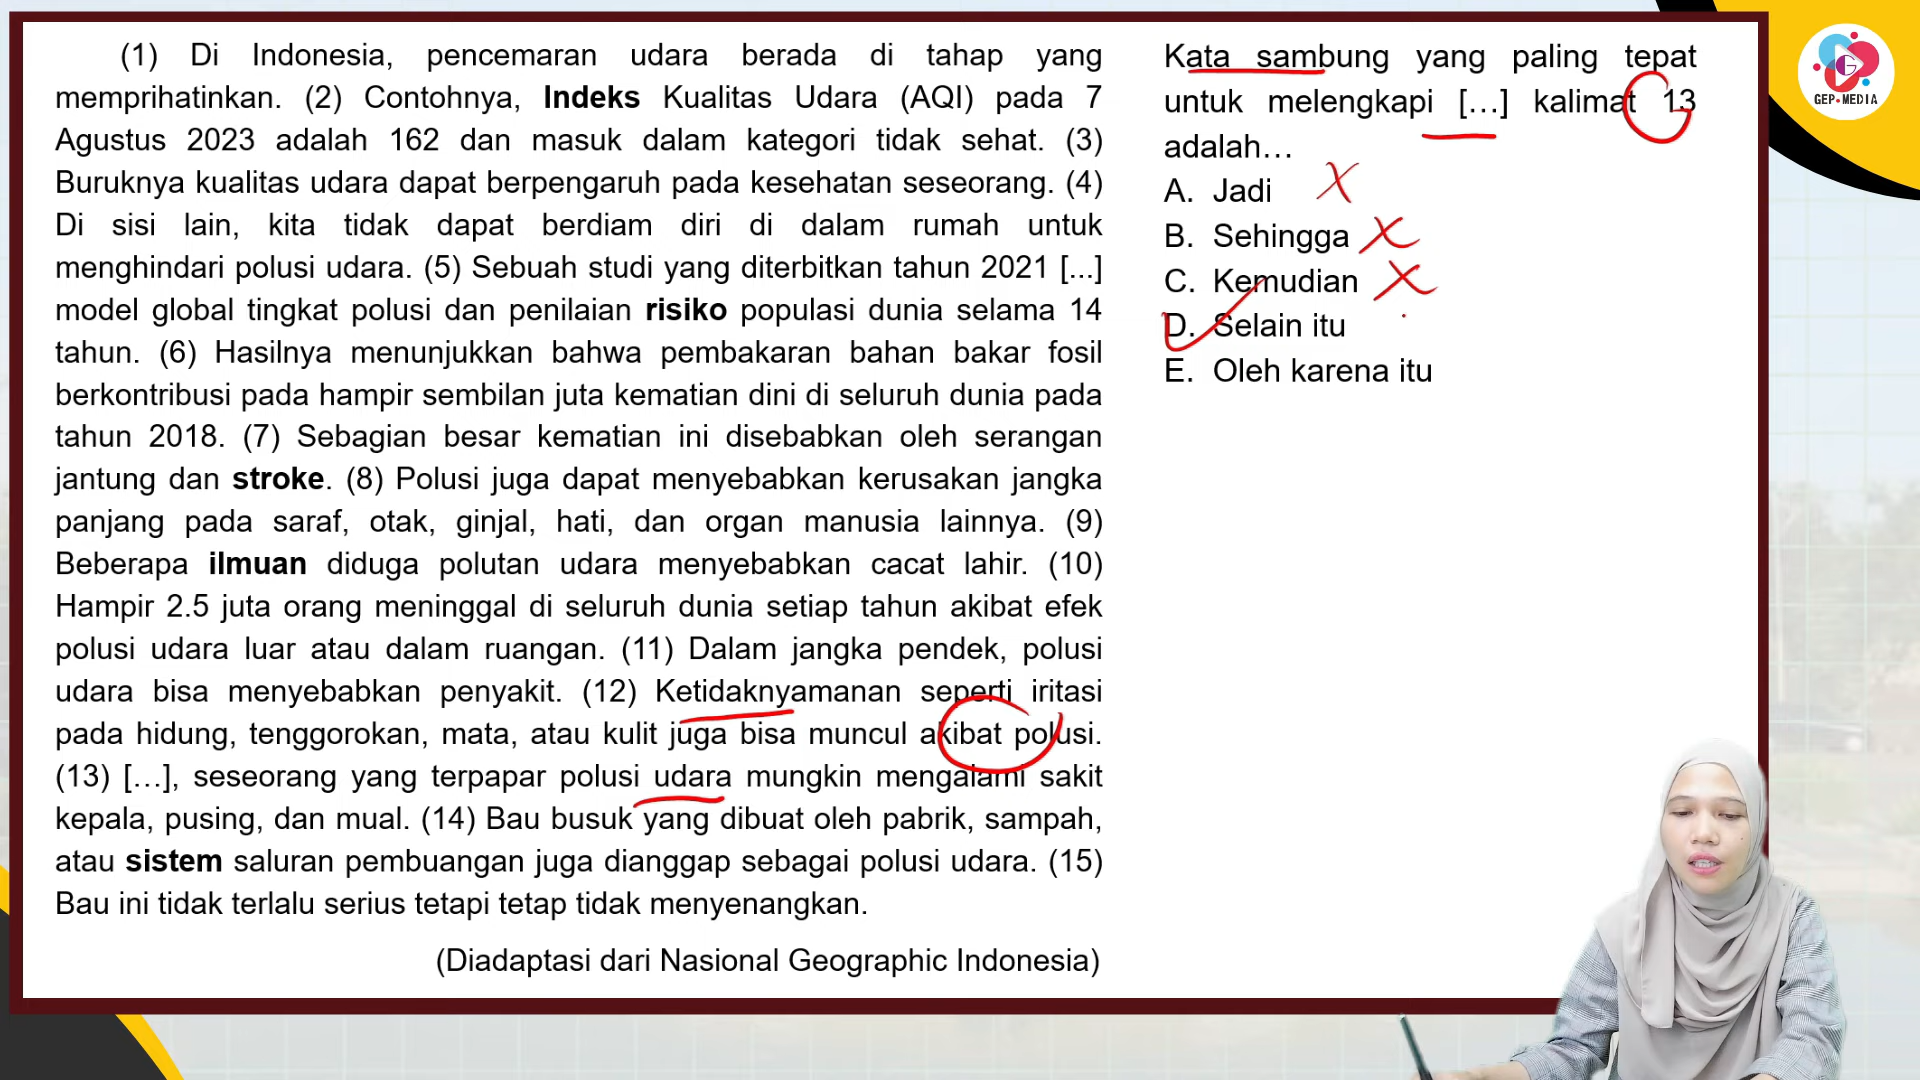 (1) Di Indonesia, pencemaran udara berada di tahap yang
memprihatinkan. (2) Contohnya, Indeks Kualitas Udara (AQI) pada 7
Agustus 2023 adalah 162 dan masuk dalam kategori tidak sehat. (3)
Buruknya kualitas udara dapat berpengaruh pada kesehatan seseorang. (4)
Di sisi lain, kita tidak dapat berdiam diri di dalam rumah untuk
menghindari polusi udara. (5) Sebuah studi yang diterbitkan tahun 2021 [...]
model global tingkat polusi dan penilaian risiko populasi dunia selama 14
tahun. (6) Hasilnya menunjukkan bahwa pembakaran bahan bakar fosil
berkontribusi pada hampir sembilan juta kematian dini di seluruh dunia pada
tahun 2018. (7) Sebagian besar kematian ini disebabkan oleh serangan
jantung dan stroke. (8) Polusi juga dapat menyebabkan kerusakan jangka
panjang pada saraf, otak, ginjal, hati, dan organ manusia lainnya. (9)
Beberapa ilmuan diduga polutan udara menyebabkan cacat lahir. (10)
Hampir 2.5 juta orang meninggal di seluruh dunia setiap tahun akibat efek
polusi udara luar atau dalam ruangan. (11) Dalam jangka pendek, polusi
udara bisa menyebabkan penyakit. (12) Ketidaknyamanan seperti iritasi
pada hidung, tenggorokan, mata, atau kulit juga bisa muncul akibat polusi.
(13) […], seseorang yang terpapar polusi udara mungkin mengalami sakit
kepala, pusing, dan mual. (14) Bau busuk yang dibuat oleh pabrik, sampah,
atau sistem saluran pembuangan juga dianggap sebagai polusi udara. (15)
Bau ini tidak terlalu serius tetapi tetap tidak menyenangkan.
(Diadaptasi dari Nasional Geographic Indonesia)
Kata sambung yang paling tepat
untuk melengkapi […] kalimat 13
adalah…
A. Jadi
B. Sehingga
C. Kemudian
D. Selain itu
E. Oleh karena itu
G
GEP MEDIA